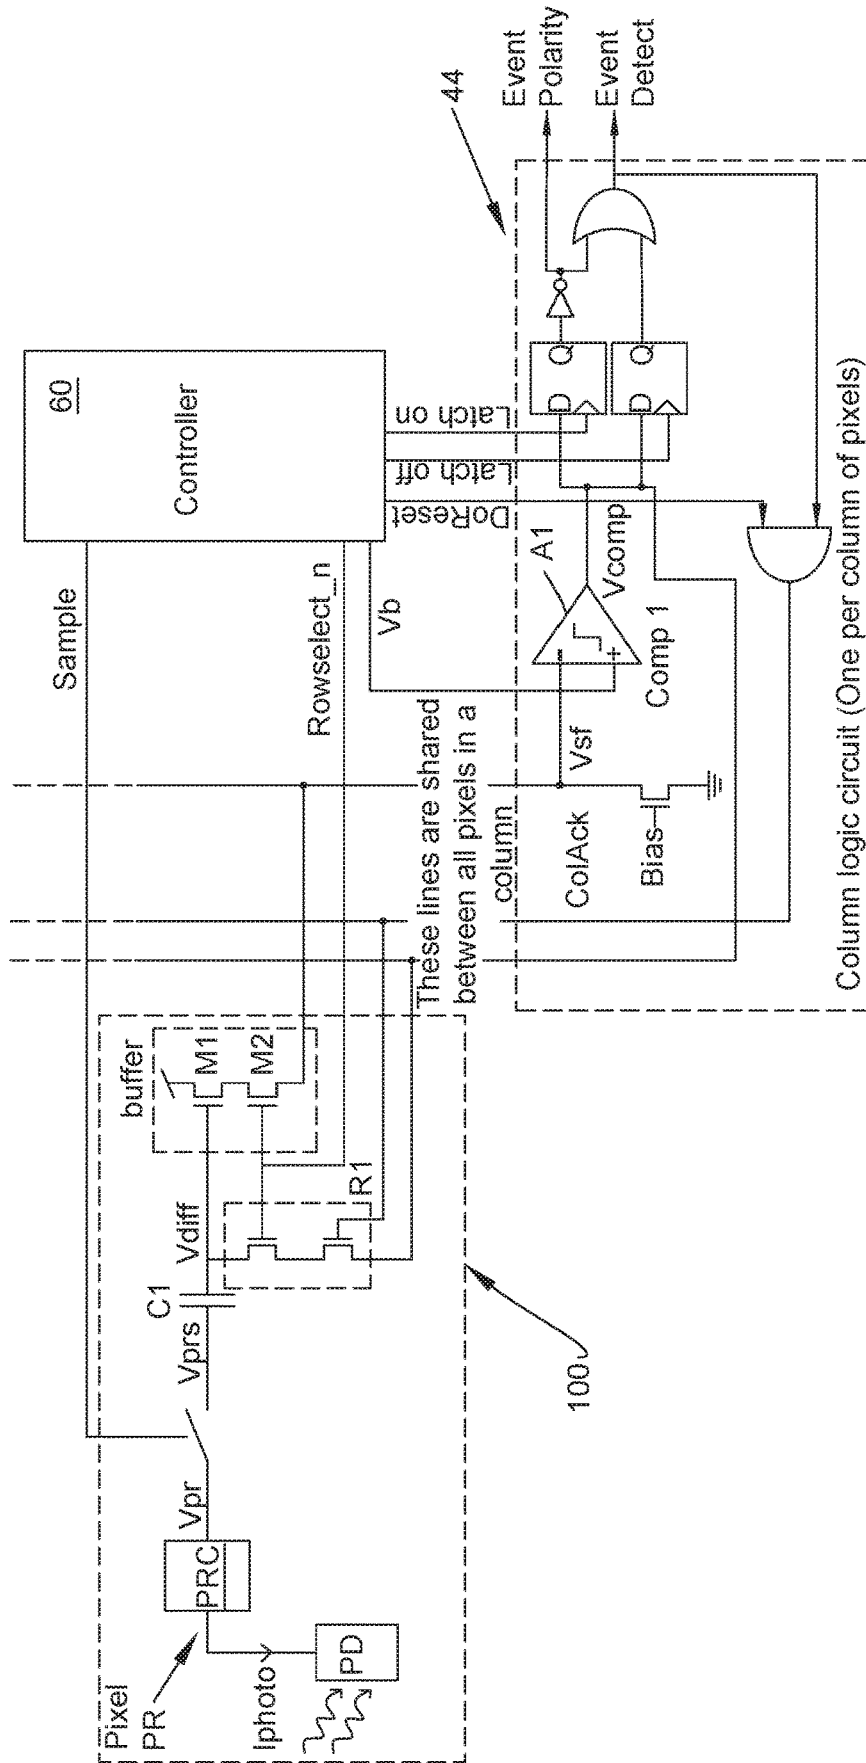 Pixel
PR
PRC
Iphoto
PD
Vpr
Vprs
C1
Vdiff
R1
buffer
M1
M2
100
Sample
Rowselect_n
Vb
60
Controller
DoReset
Latch off
Latch on
These lines are shared
between all pixels in a
column
ColAck
Vsf
Bias
A1
-
+
Comp 1
Vcomp
D Q
D Q
44
Event
Polarity
Event
Detect
Column logic circuit (One per column of pixels)